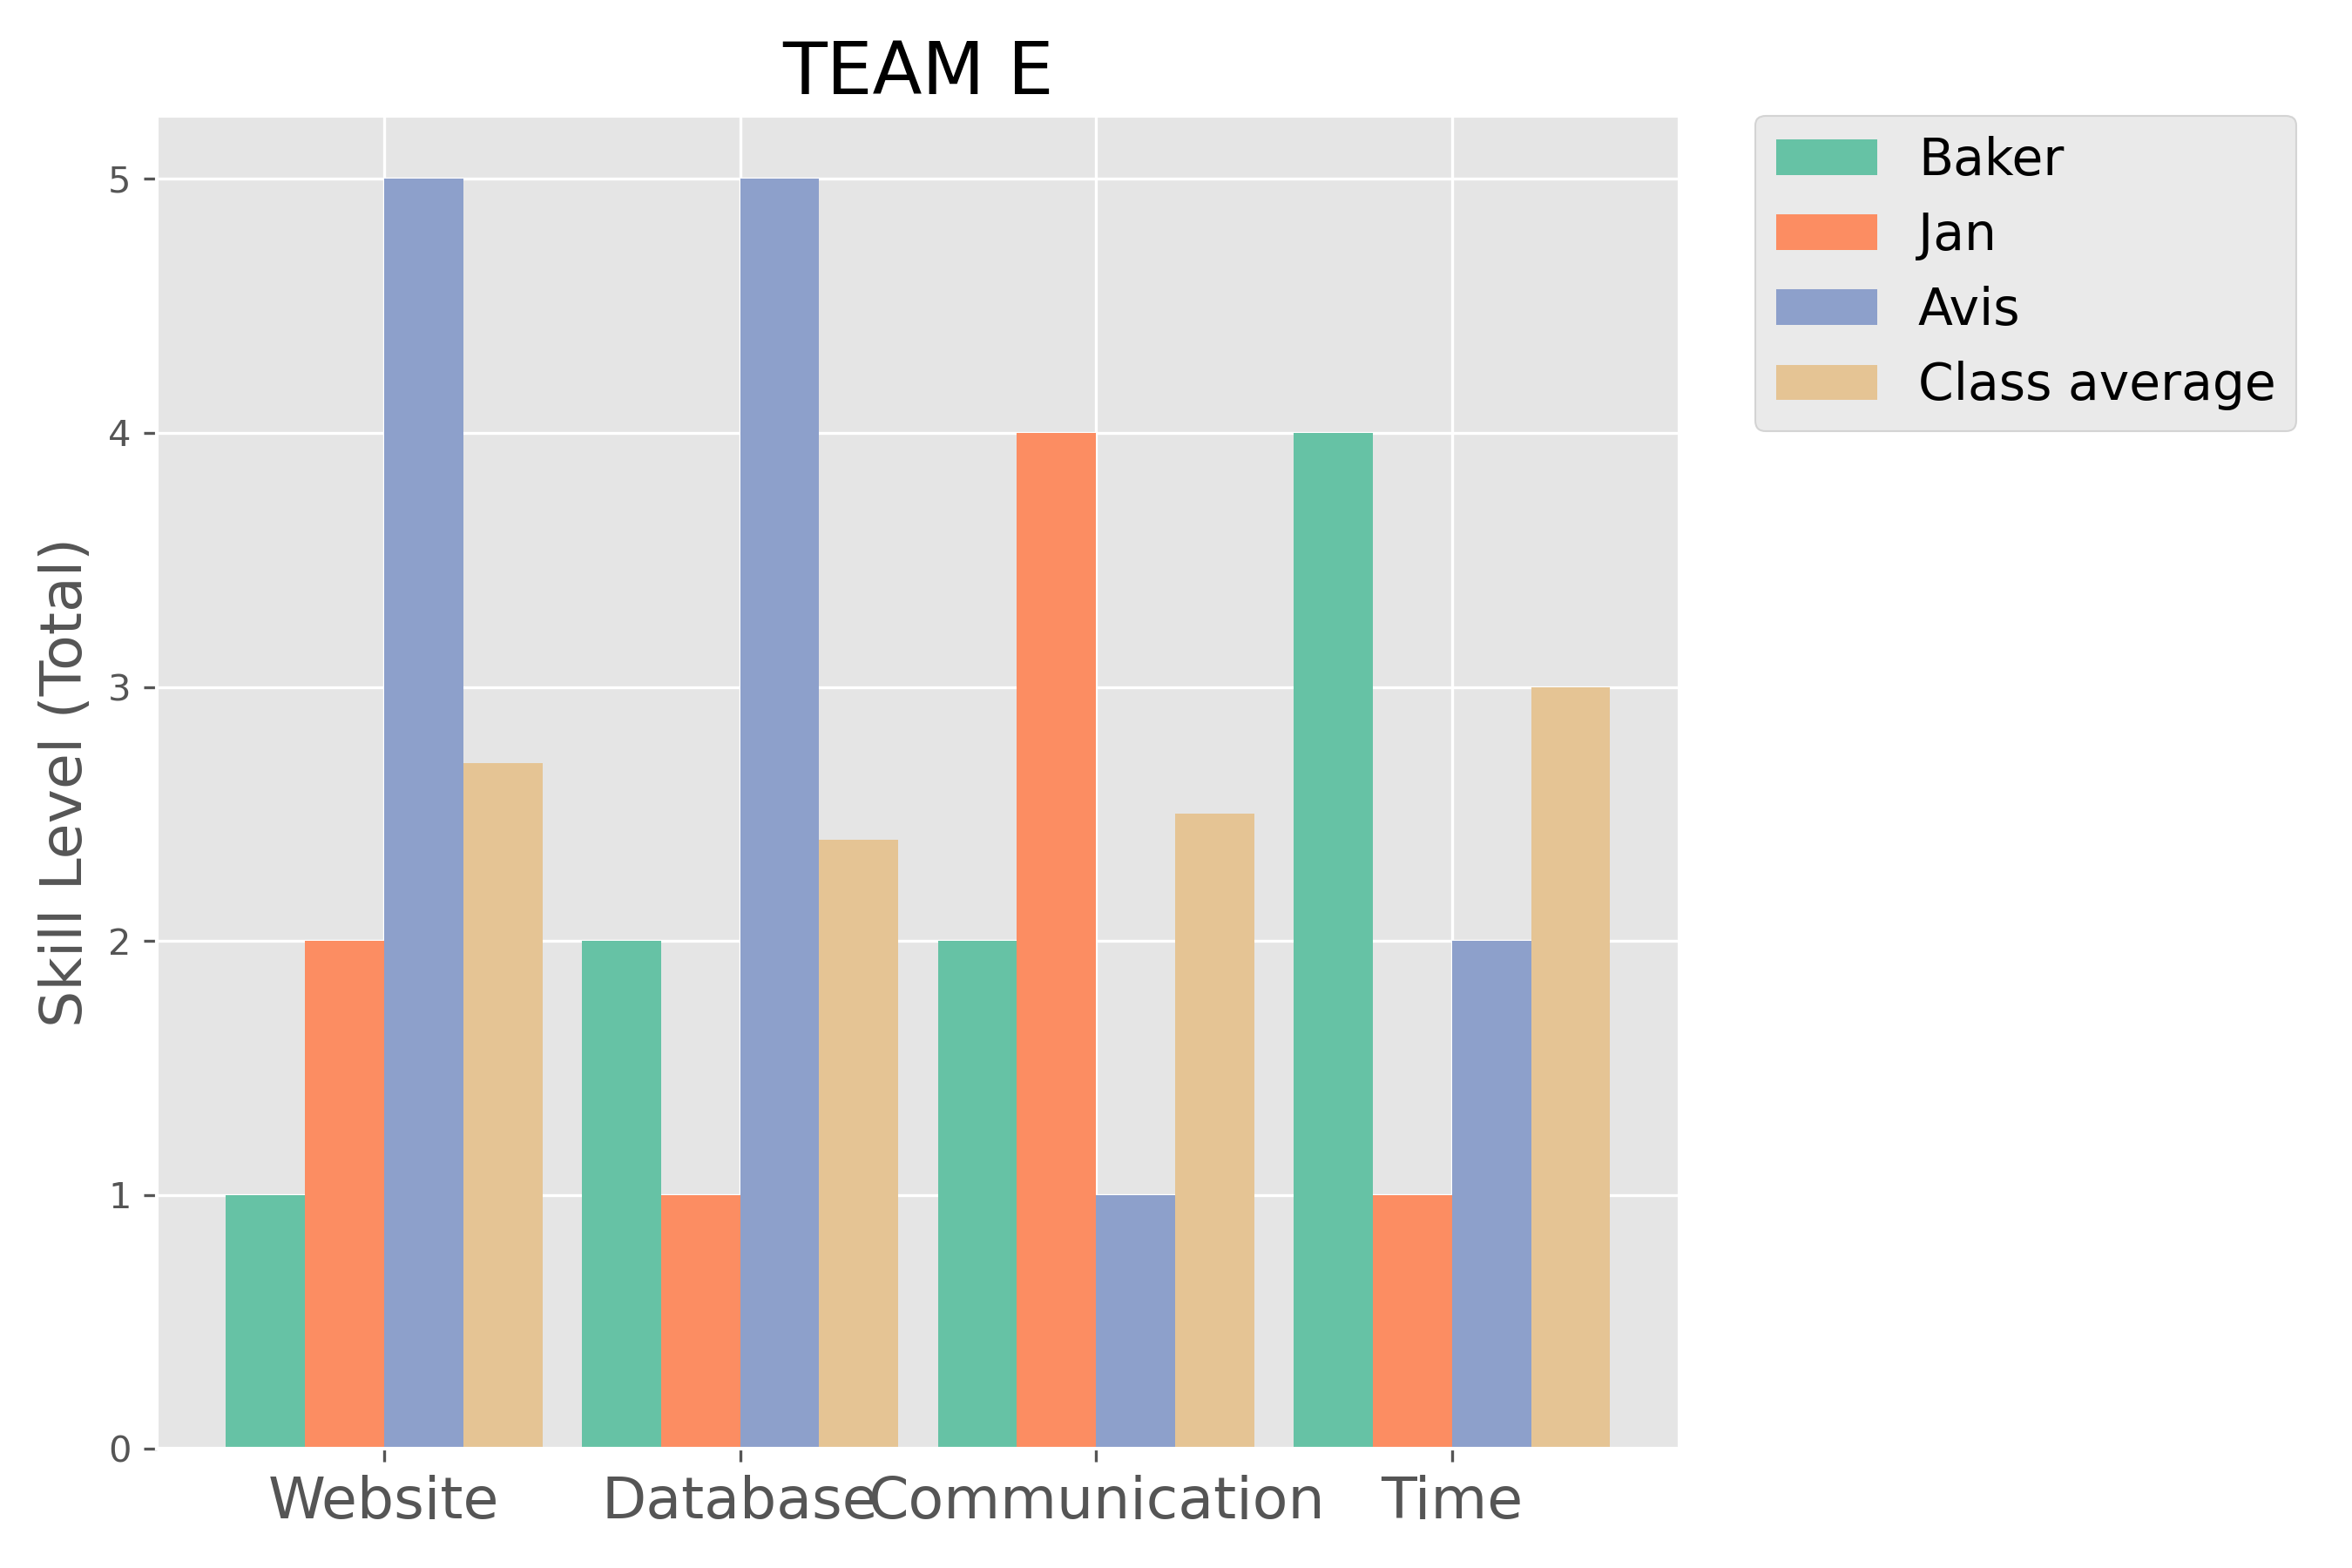 TEAM E
Baker
Jan
Avis
Class average
Skill Level (Total)
5
4
3
2
1
0
Website Database Communication Time